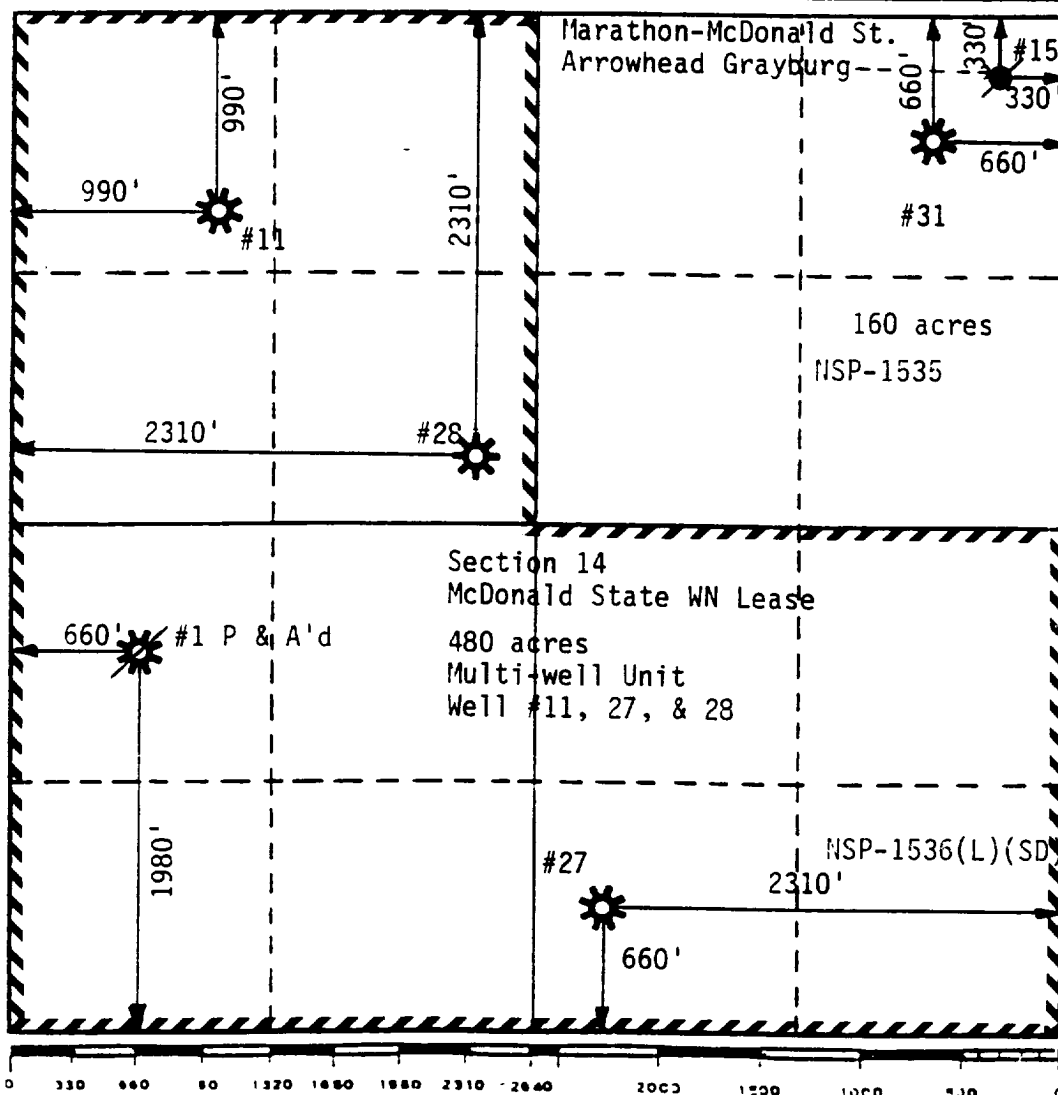 Marathon-McDonald St.
Arrowhead Grayburg--
#15
330'
330'
660'
660'
#31
990'
990'
#11
2310'
2310'
#28
160 acres
NSP-1535
Section 14
McDonald State WN Lease
480 acres
Multi-well Unit
Well #11, 27, & 28
660'
#1 P & A'd
1980'
#27
NSP-1536(L)(SD
2310'
660'
0 330 660 90 1320 1650 1980 2310 2640 2000 1500 1000 500